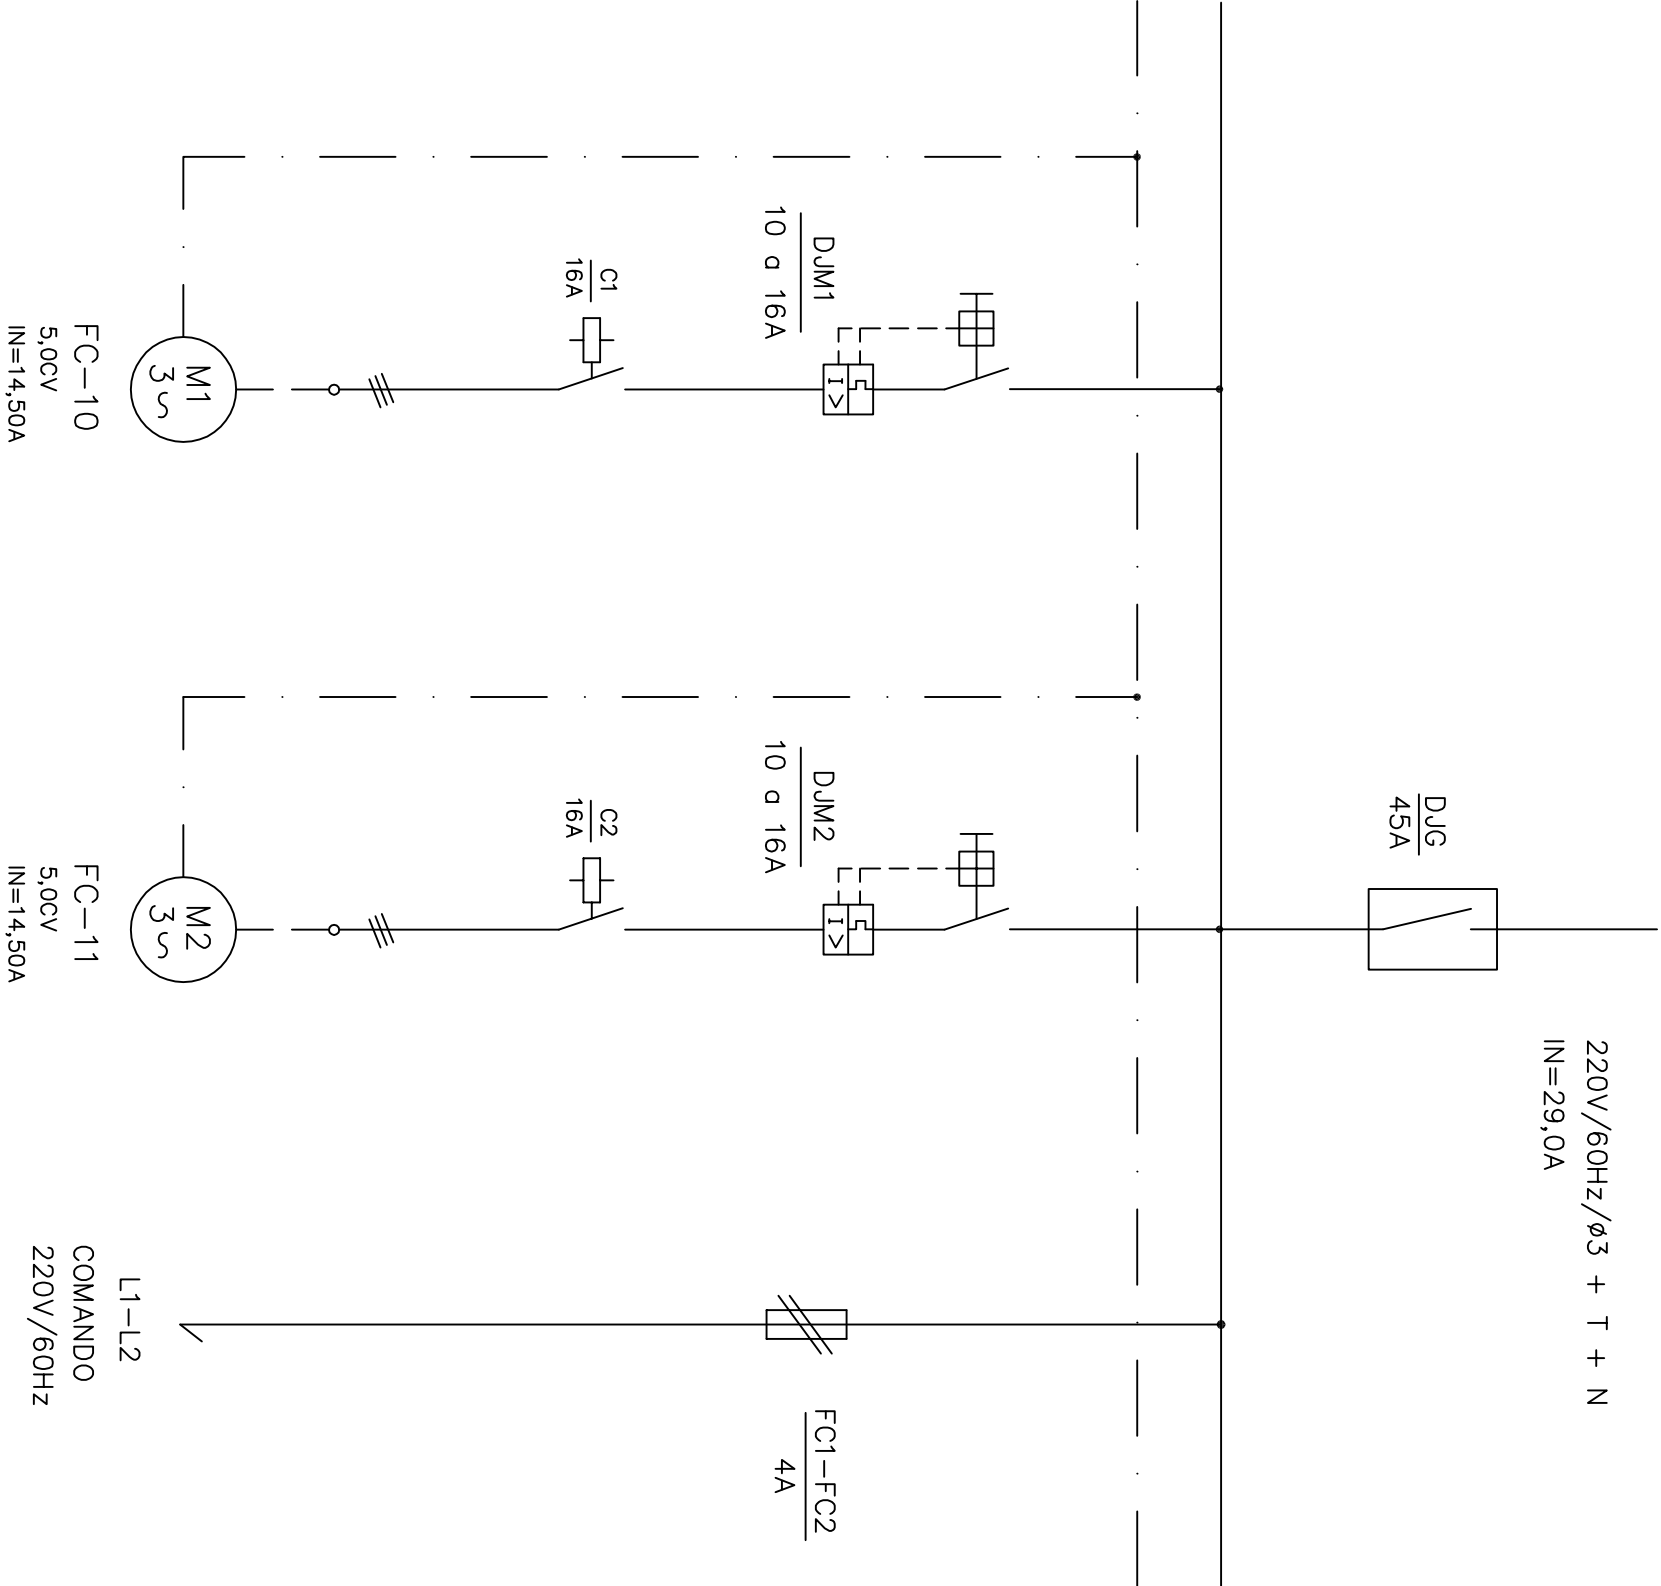 220V/60Hz/ø3 + T + N
IN=29,0A
DJG
45A
DJM1
10 a 16A
I>
C1
16A
M1
3~
FC-10
5,0CV
IN=14,50A
DJM2
10 a 16A
I>
C2
16A
M2
3~
FC-11
5,0CV
IN=14,50A
FC1-FC2
4A
L1-L2
COMANDO
220V/60Hz